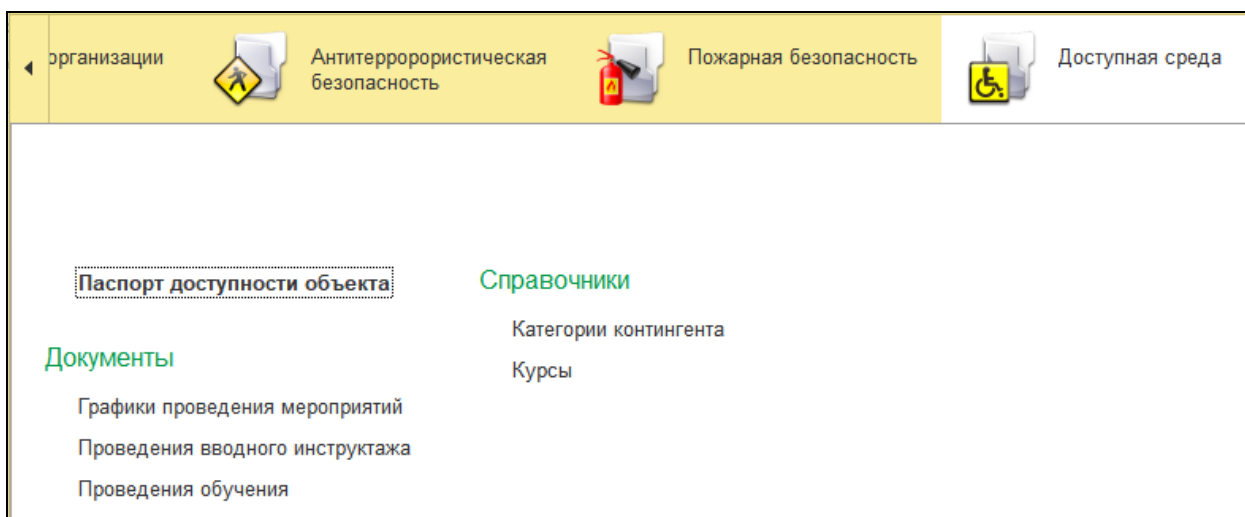 организации
Антитерророристическая
безопасность
Пожарная безопасность
Доступная среда
Паспорт доступности объекта
Документы
Графики проведения мероприятий
Проведения вводного инструктажа
Проведения обучения
Справочники
Категории контингента
Курсы